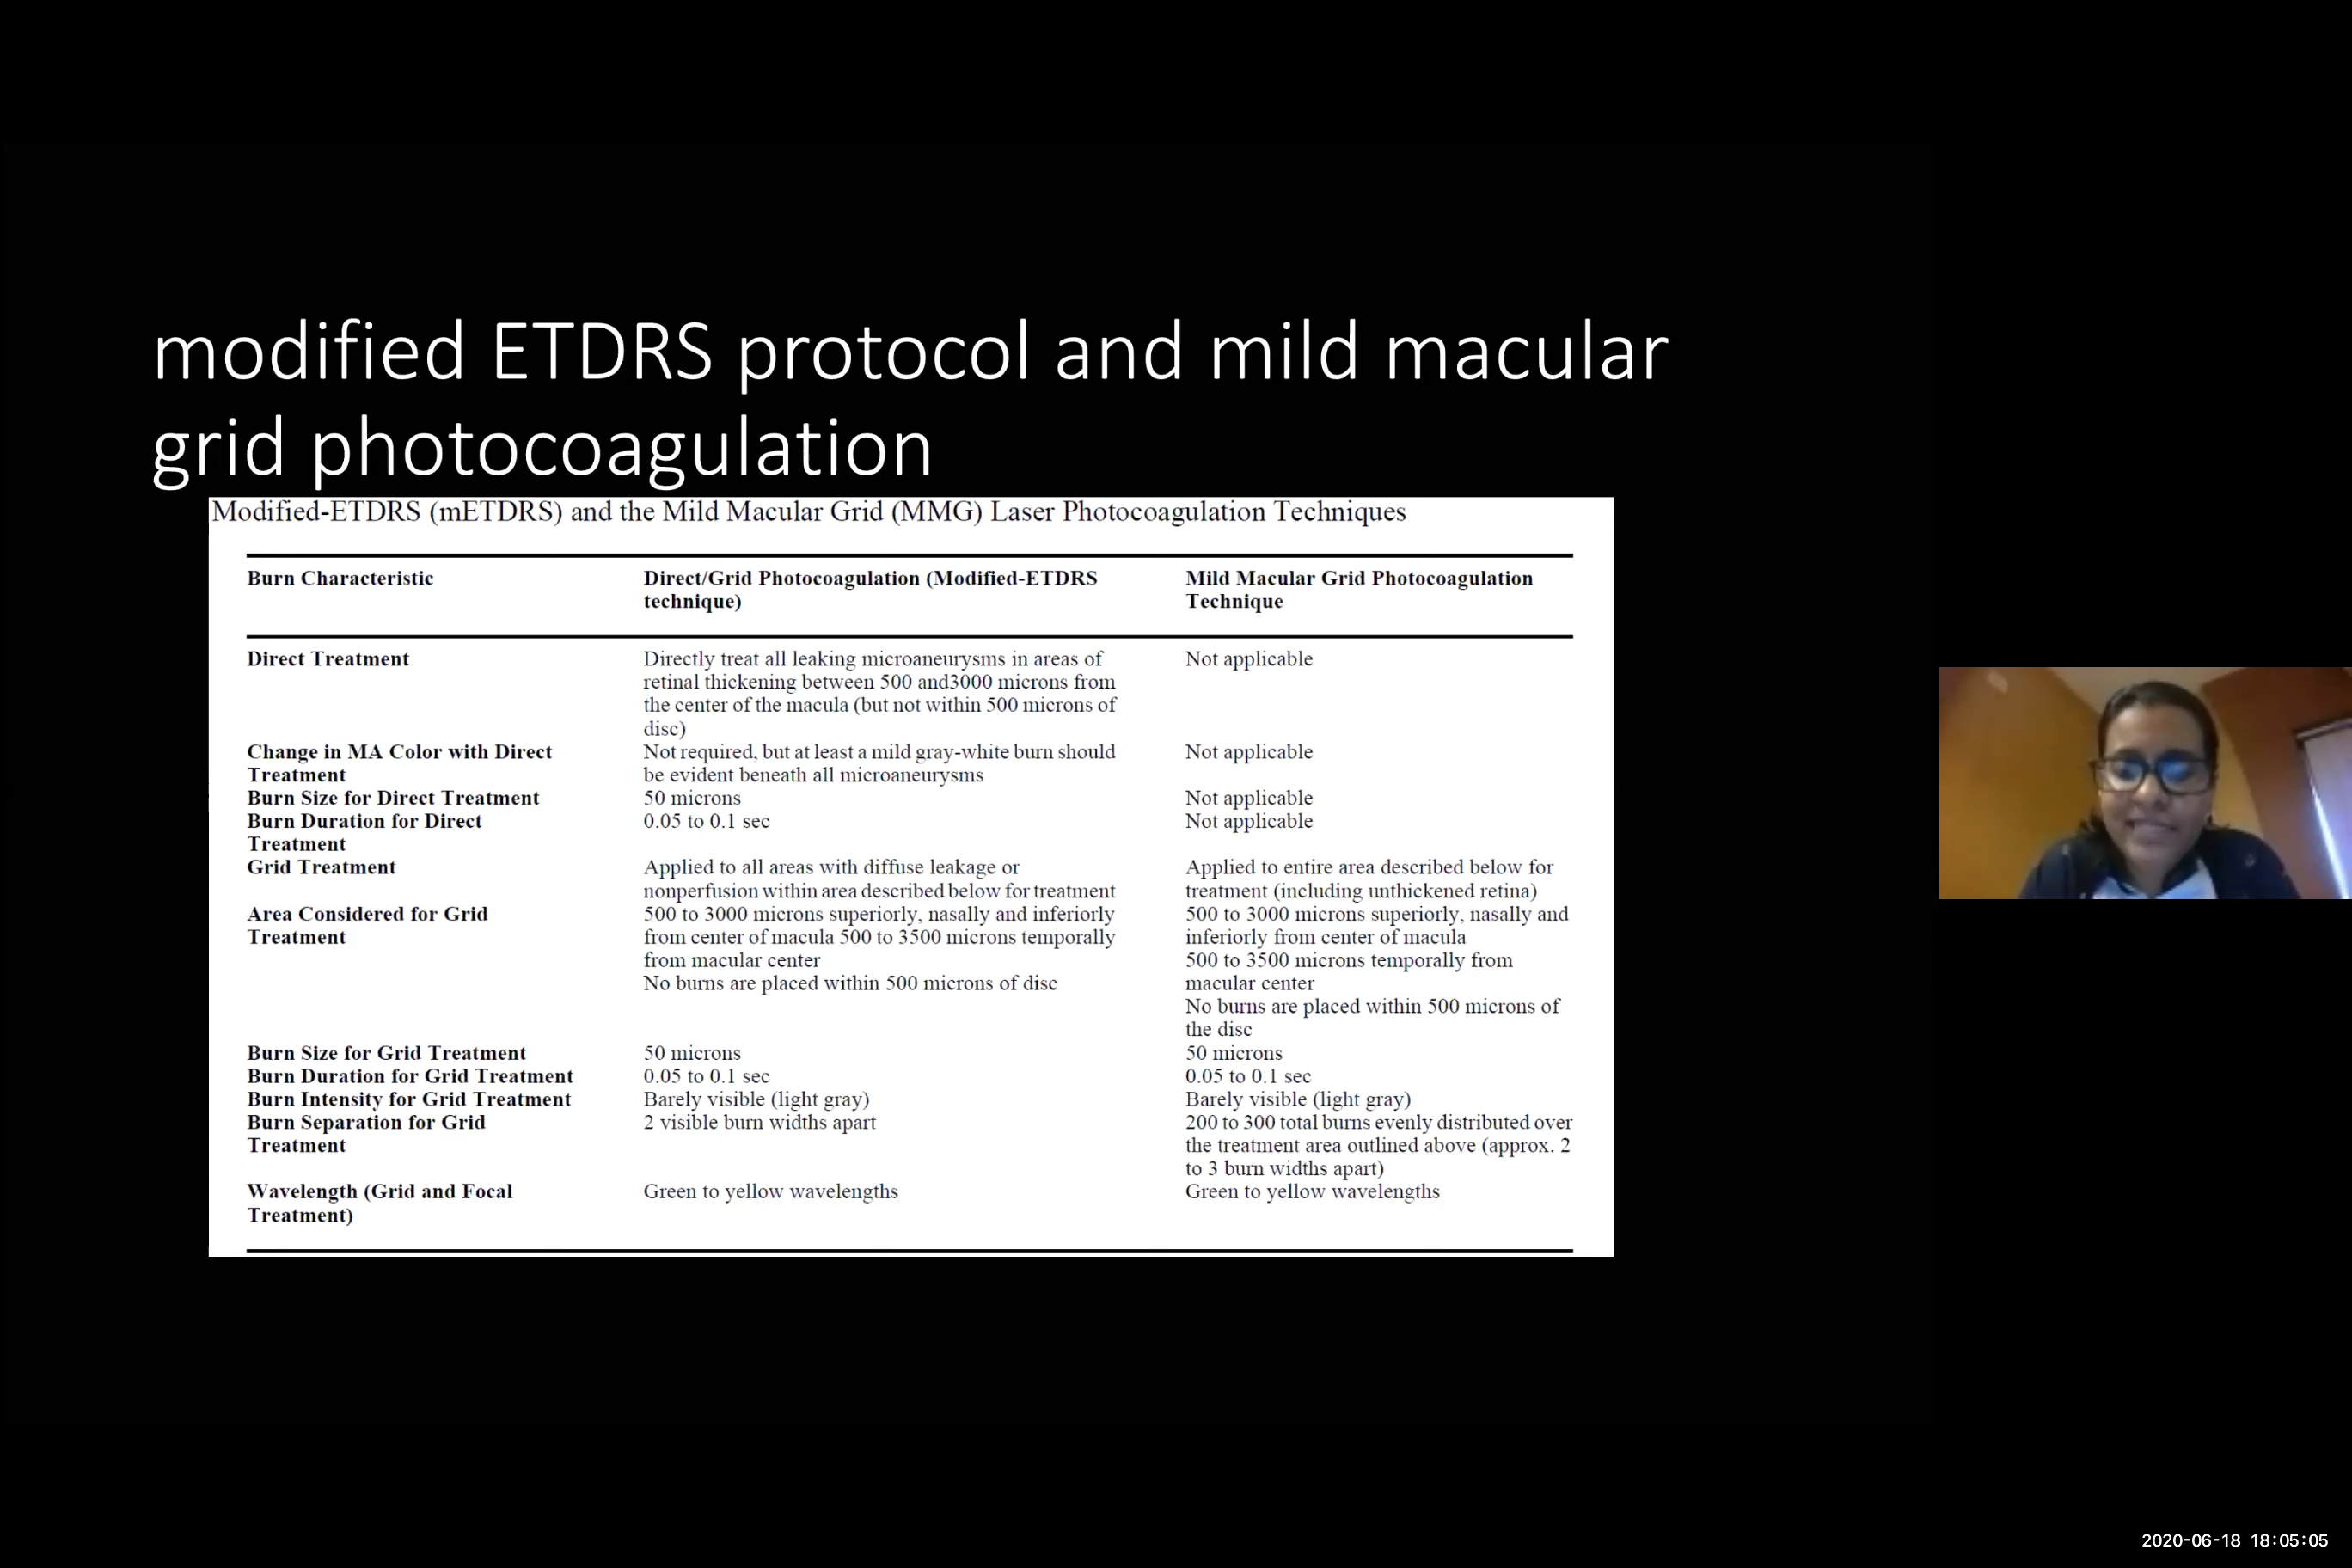 modified ETDRS protocol and mild macular
grid photocoagulation
Modified-ETDRS (mETDRS) and the Mild Macular Grid (MMG) Laser Photocoagulation Techniques
Burn Characteristic
Direct/Grid Photocoagulation (Modified-ETDRS
technique)
Mild Macular Grid Photocoagulation
Technique
Direct Treatment
Directly treat all leaking microaneurysms in areas of
retinal thickening between 500 and3000 microns from
the center of the macula (but not within 500 microns of
disc)
Not applicable
Change in MA Color with Direct
Treatment
Not required, but at least a mild gray-white burn should
be evident beneath all microaneurysms
Not applicable
Burn Size for Direct Treatment
50 microns
Not applicable
Burn Duration for Direct
Treatment
0.05 to 0.1 sec
Not applicable
Grid Treatment
Applied to all areas with diffuse leakage or
nonperfusion within area described below for treatment
Applied to entire area described below for
treatment (including unthickened retina)
Area Considered for Grid
Treatment
500 to 3000 microns superiorly, nasally and inferiorly
from center of macula 500 to 3500 microns temporally
from macular center
No burns are placed within 500 microns of disc
500 to 3000 microns superiorly, nasally and
inferiorly from center of macula
500 to 3500 microns temporally from
macular center
No burns are placed within 500 microns of
the disc
Burn Size for Grid Treatment
50 microns
50 microns
Burn Duration for Grid Treatment
0.05 to 0.1 sec
0.05 to 0.1 sec
Burn Intensity for Grid Treatment
Barely visible (light gray)
Barely visible (light gray)
Burn Separation for Grid
Treatment
2 visible burn widths apart
200 to 300 total burns evenly distributed over
the treatment area outlined above (approx. 2
to 3 burn widths apart)
Wavelength (Grid and Focal
Treatment)
Green to yellow wavelengths
Green to yellow wavelengths
2020-06-18 18:05:05